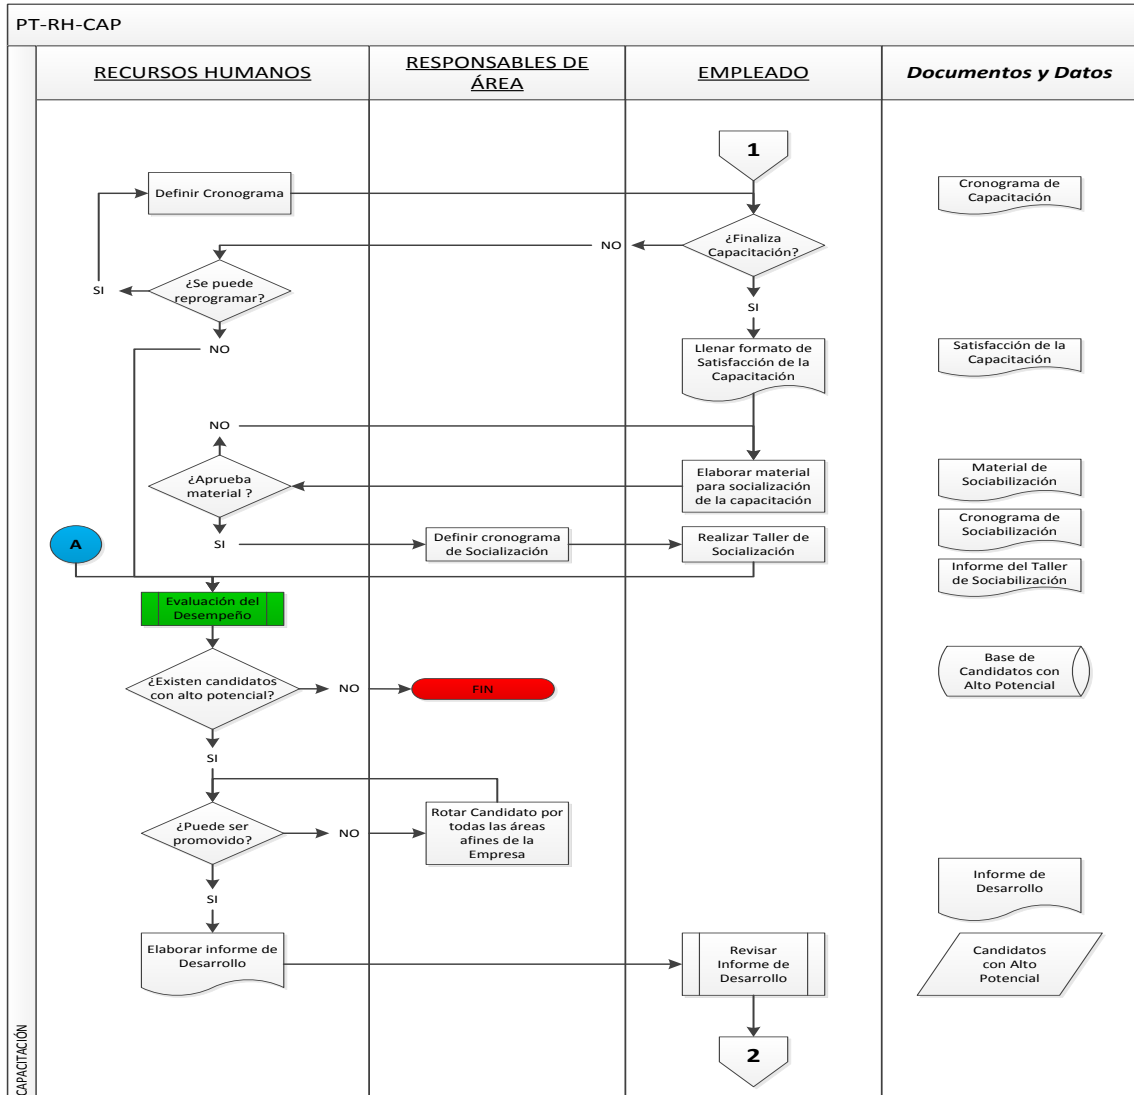 PT-RH-CAP
RECURSOS HUMANOS
RESPONSABLES DE
ÁREA
EMPLEADO
Documentos y Datos
1
Definir Cronograma
Cronograma de
Capacitación
¿Finaliza
Capacitación?
NO
¿Se puede
reprogramar?
SI
SI
NO
Llenar formato de
Satisfacción de la
Capacitación
Satisfacción de la
Capacitación
NO
¿Aprueba
material ?
Elaborar material
para socialización
de la capacitación
Material de
Sociabilización
A
SI
Definir cronograma
de Socialización
Realizar Taller de
Socialización
Cronograma de
Sociabilización
Informe del Taller
de Sociabilización
Evaluación del
Desempeño
¿Existen candidatos
con alto potencial?
NO
FIN
Base de
Candidatos con
Alto Potencial
SI
¿Puede ser
promovido?
NO
Rotar Candidato por
todas las áreas
afines de la
Empresa
SI
Informe de
Desarrollo
Elaborar informe de
Desarrollo
Revisar
Informe de
Desarrollo
Candidatos
con Alto
Potencial
2
CAPACITACIÓN